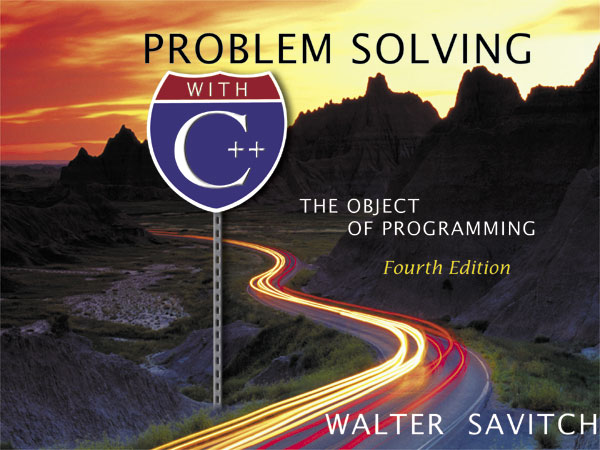 PROBLEM SOLVING
WITH
C++
THE OBJECT
OF PROGRAMMING
Fourth Edition
WALTER SAVITCH